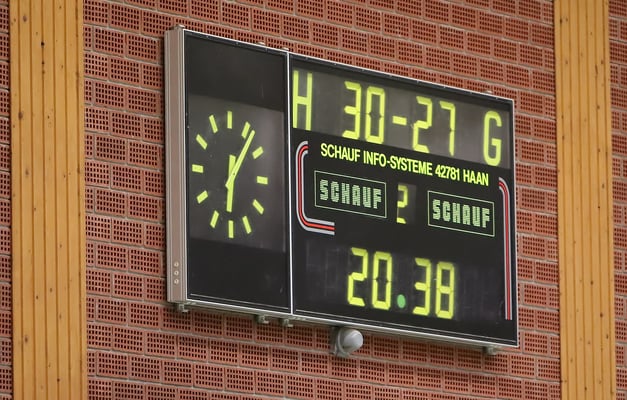 H 30-27 G
SCHAUF INFO-SYSTEME 42781 HAAN
SCHAUF 2 SCHAUF
20.38